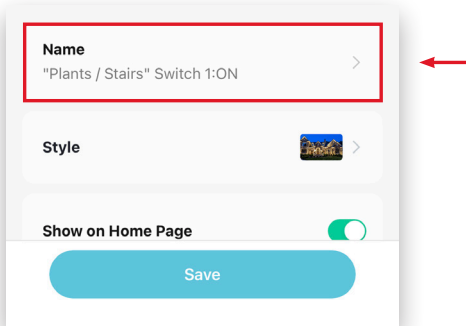 Name
"Plants / Stairs" Switch 1:ON
Style
Show on Home Page
Save